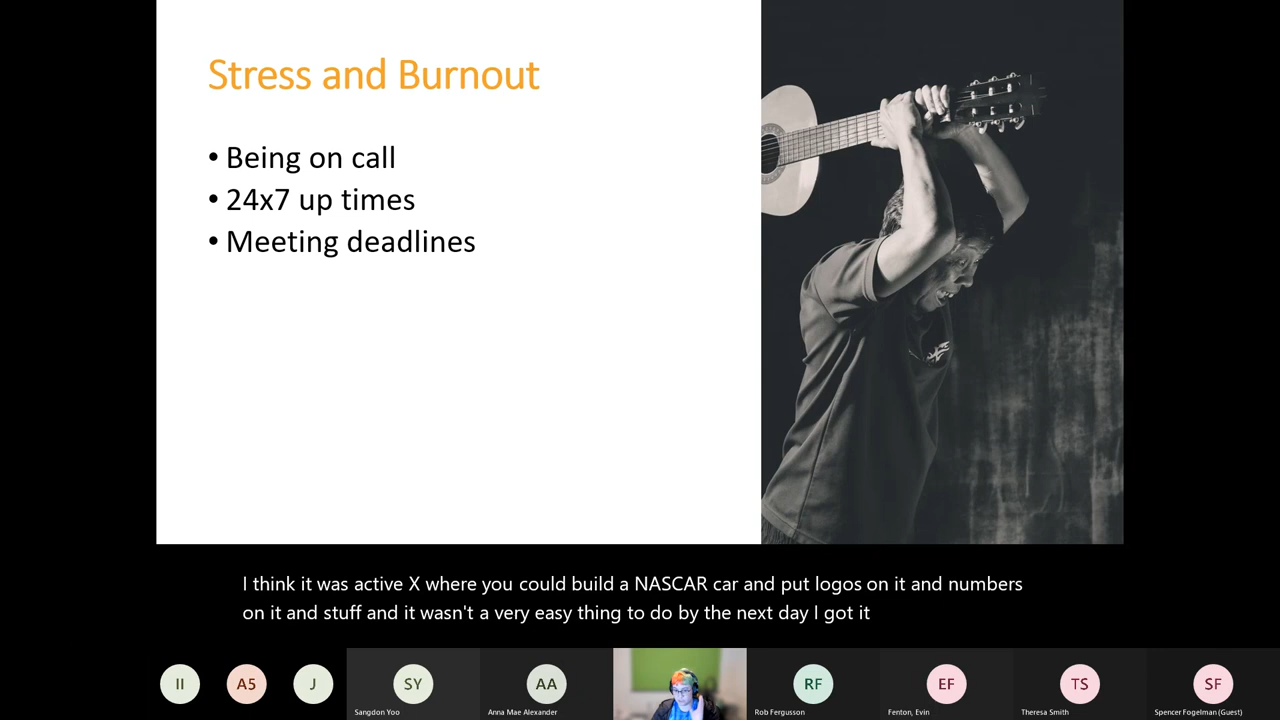 Stress and Burnout
• Being on call
• 24x7 up times
• Meeting deadlines
I think it was active X where you could build a NASCAR car and put logos on it and numbers
on it and stuff and it wasn't a very easy thing to do by the next day I got it
II
A5
J
SY
AA
RF
EF
TS
SF
Sangdon Yoo
Anna Mae Alexander
Rob Fergusson
Fenton, Evin
Theresa Smith
Spencer Fogelman (Guest)